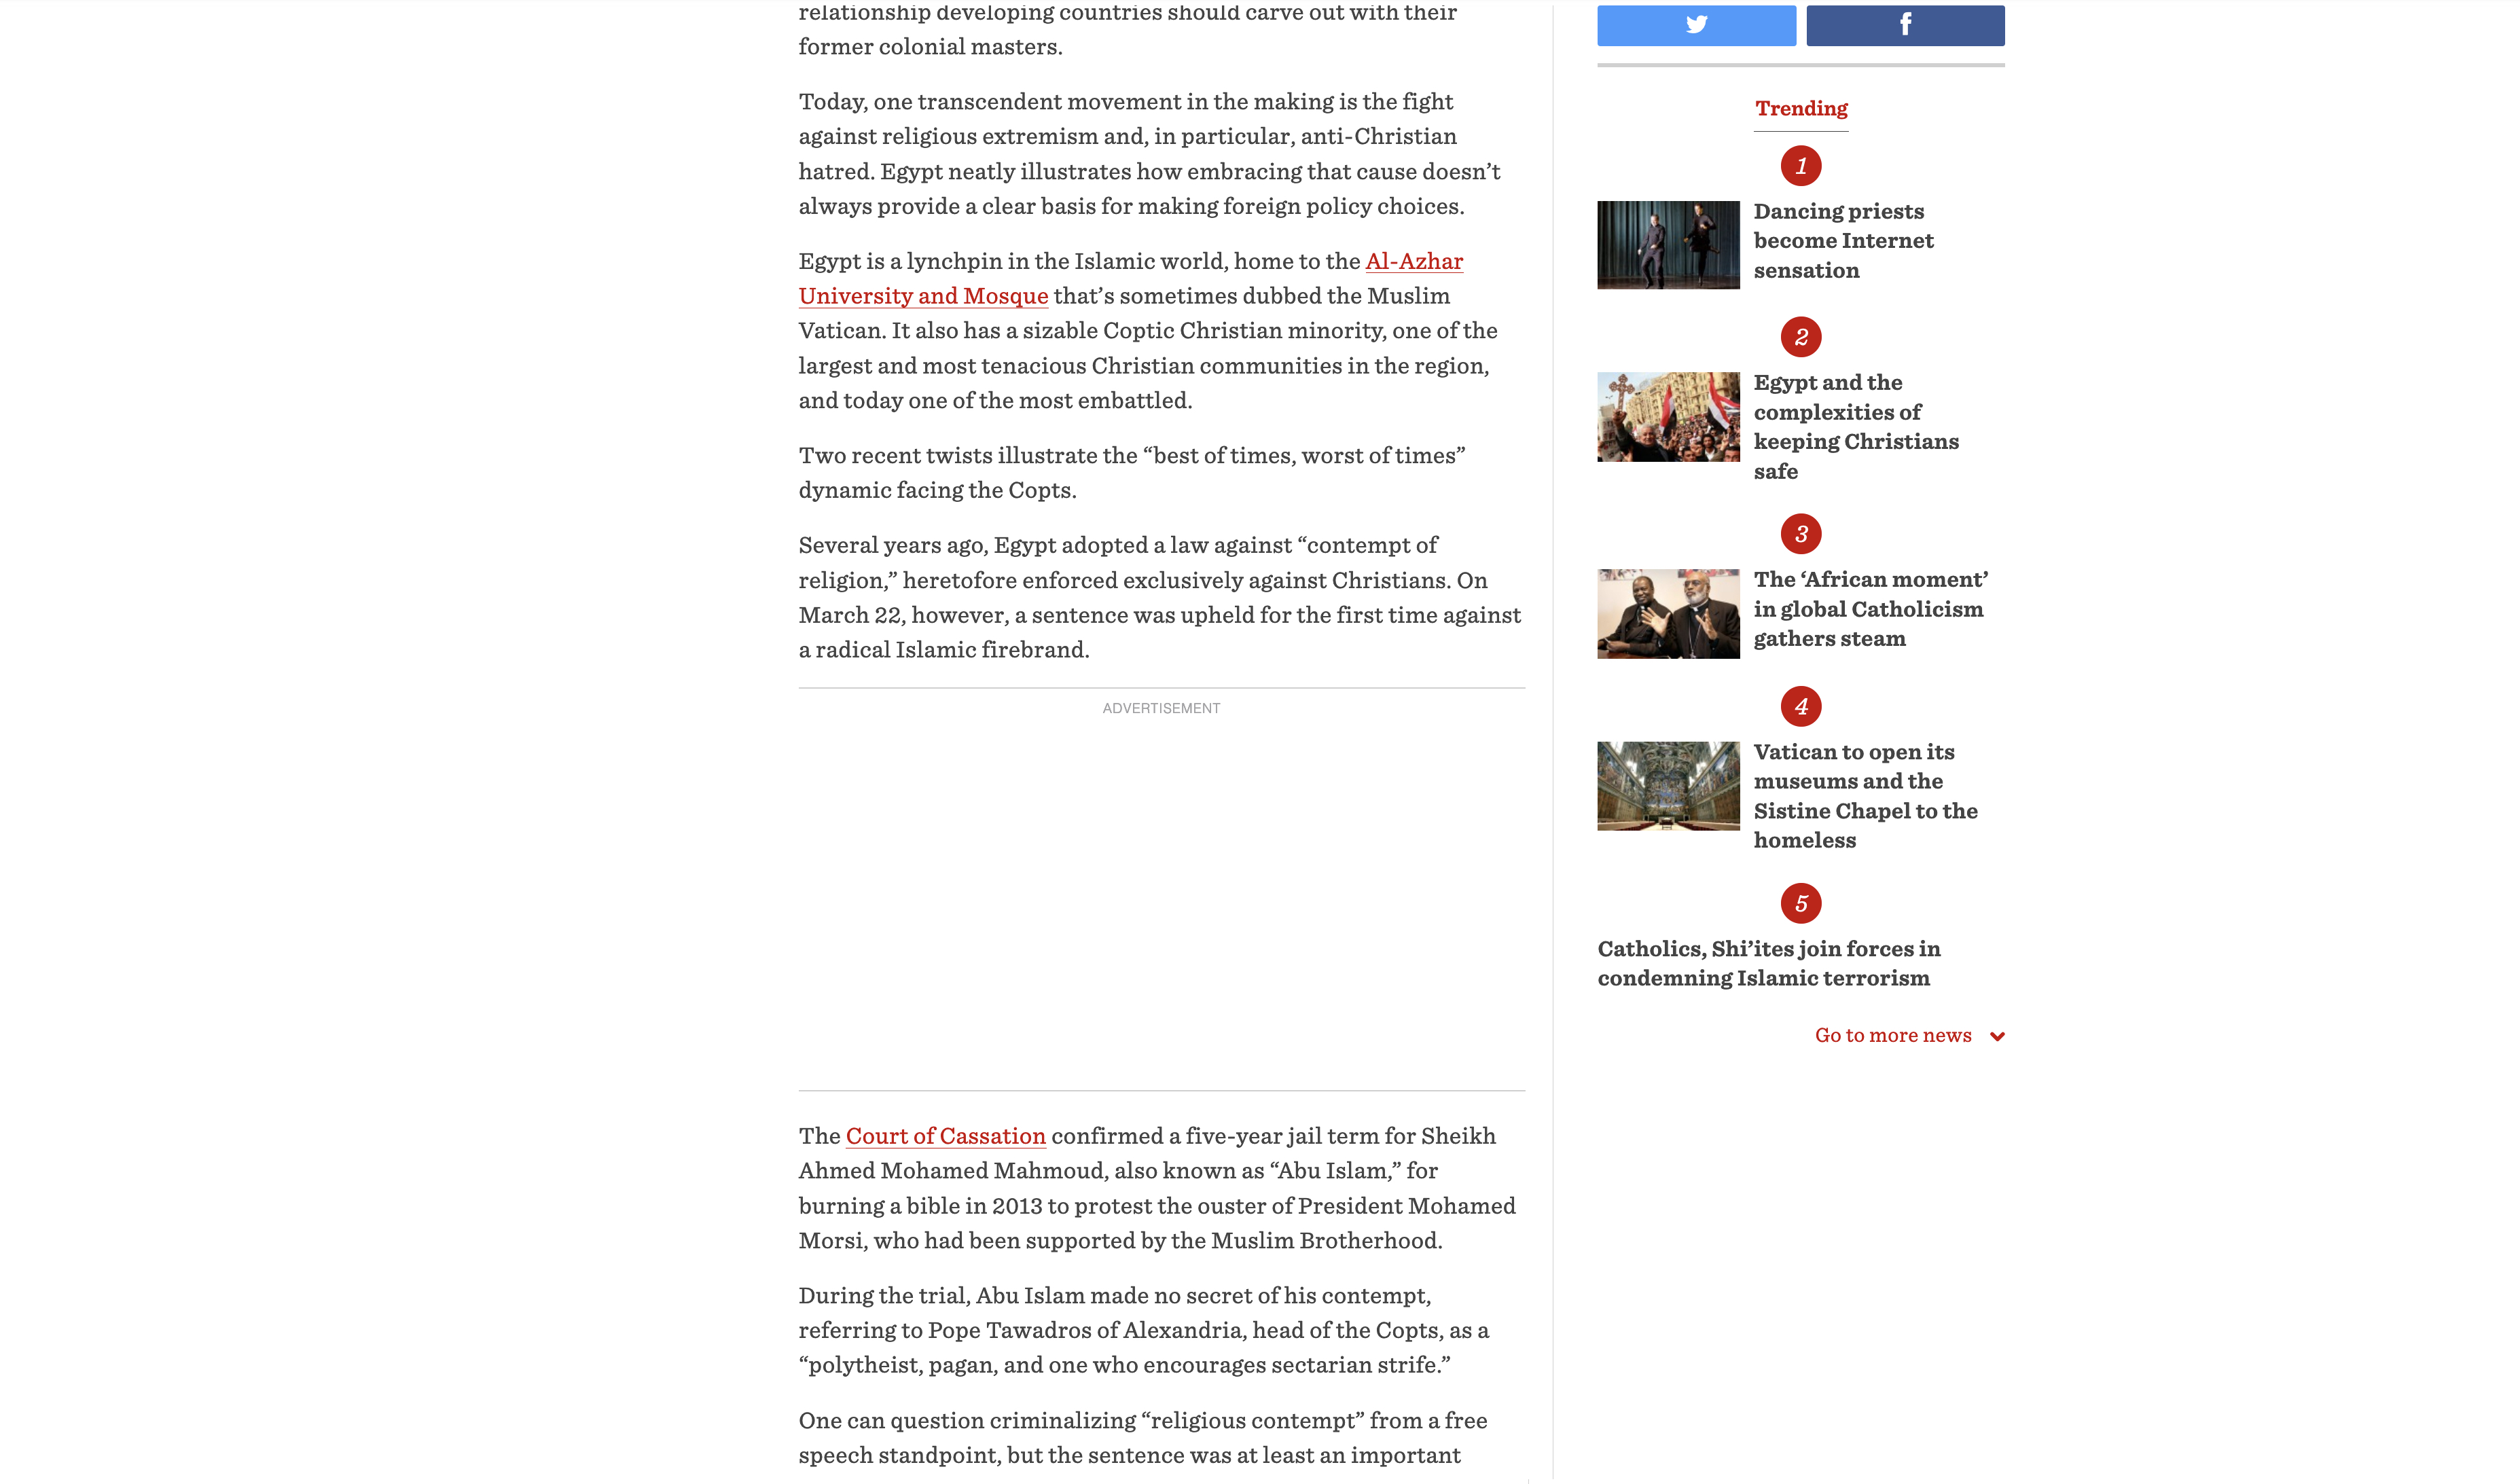 relationship developing countries should carve out with their
former colonial masters.
Today, one transcendent movement in the making is the fight
against religious extremism and, in particular, anti-Christian
hatred. Egypt neatly illustrates how embracing that cause doesn’t
always provide a clear basis for making foreign policy choices.
Egypt is a lynchpin in the Islamic world, home to the Al-Azhar
University and Mosque that’s sometimes dubbed the Muslim
Vatican. It also has a sizable Coptic Christian minority, one of the
largest and most tenacious Christian communities in the region,
and today one of the most embattled.
Two recent twists illustrate the “best of times, worst of times”
dynamic facing the Copts.
Several years ago, Egypt adopted a law against “contempt of
religion,” heretofore enforced exclusively against Christians. On
March 22, however, a sentence was upheld for the first time against
a radical Islamic firebrand.
ADVERTISEMENT
The Court of Cassation confirmed a five-year jail term for Sheikh
Ahmed Mohamed Mahmoud, also known as “Abu Islam,” for
burning a bible in 2013 to protest the ouster of President Mohamed
Morsi, who had been supported by the Muslim Brotherhood.
During the trial, Abu Islam made no secret of his contempt,
referring to Pope Tawadros of Alexandria, head of the Copts, as a
“polytheist, pagan, and one who encourages sectarian strife.”
One can question criminalizing “religious contempt” from a free
speech standpoint, but the sentence was at least an important
Trending
1
Dancing priests
become Internet
sensation
2
Egypt and the
complexities of
keeping Christians
safe
3
The ‘African moment’
in global Catholicism
gathers steam
4
Vatican to open its
museums and the
Sistine Chapel to the
homeless
5
Catholics, Shi’ites join forces in
condemning Islamic terrorism
Go to more news